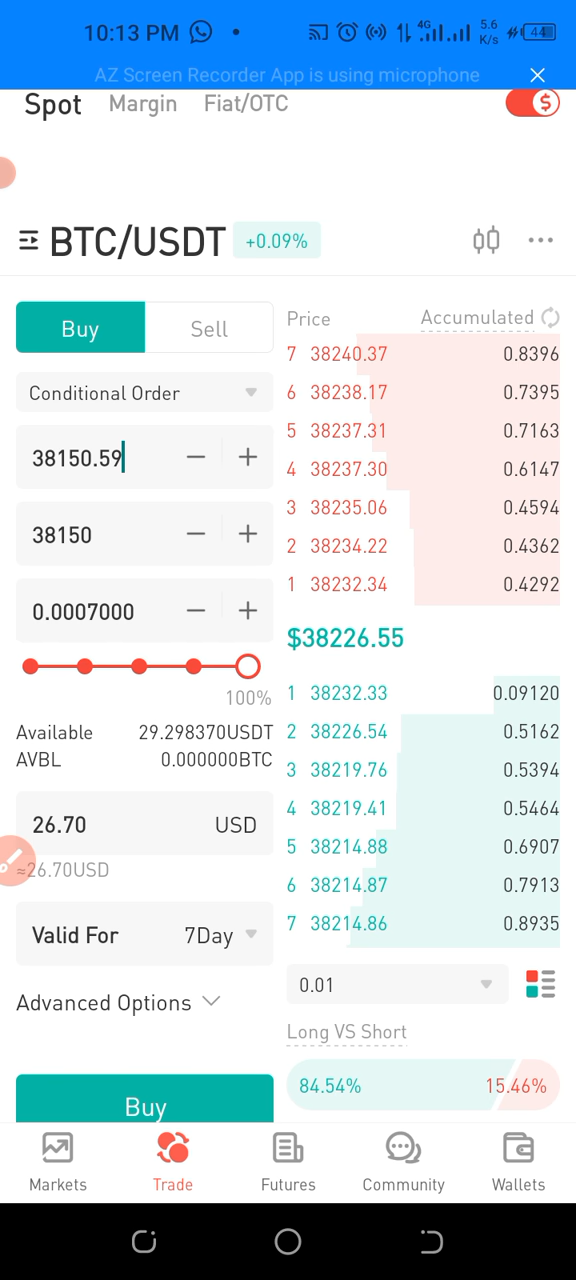 10:13 PM 4G 5.6 K/s 44
AZ Screen Recorder App is using microphone
Spot Margin Fiat/OTC $
BTC/USDT +0.09%
Buy Sell
Conditional Order
38150.59
38150
0.0007000
100%
Available 29.298370USDT
AVBL 0.000000BTC
26.70 USD
≈26.70USD
Valid For 7Day
Advanced Options
Buy
Price Accumulated
7 38240.37 0.8396
6 38238.17 0.7395
5 38237.31 0.7163
4 38237.30 0.6147
3 38235.06 0.4594
2 38234.22 0.4362
1 38232.34 0.4292
$38226.55
1 38232.33 0.09120
2 38226.54 0.5162
3 38219.76 0.5394
4 38219.41 0.5464
5 38214.88 0.6907
6 38214.87 0.7913
7 38214.86 0.8935
0.01
Long VS Short
84.54% 15.46%
Markets Trade Futures Community Wallets